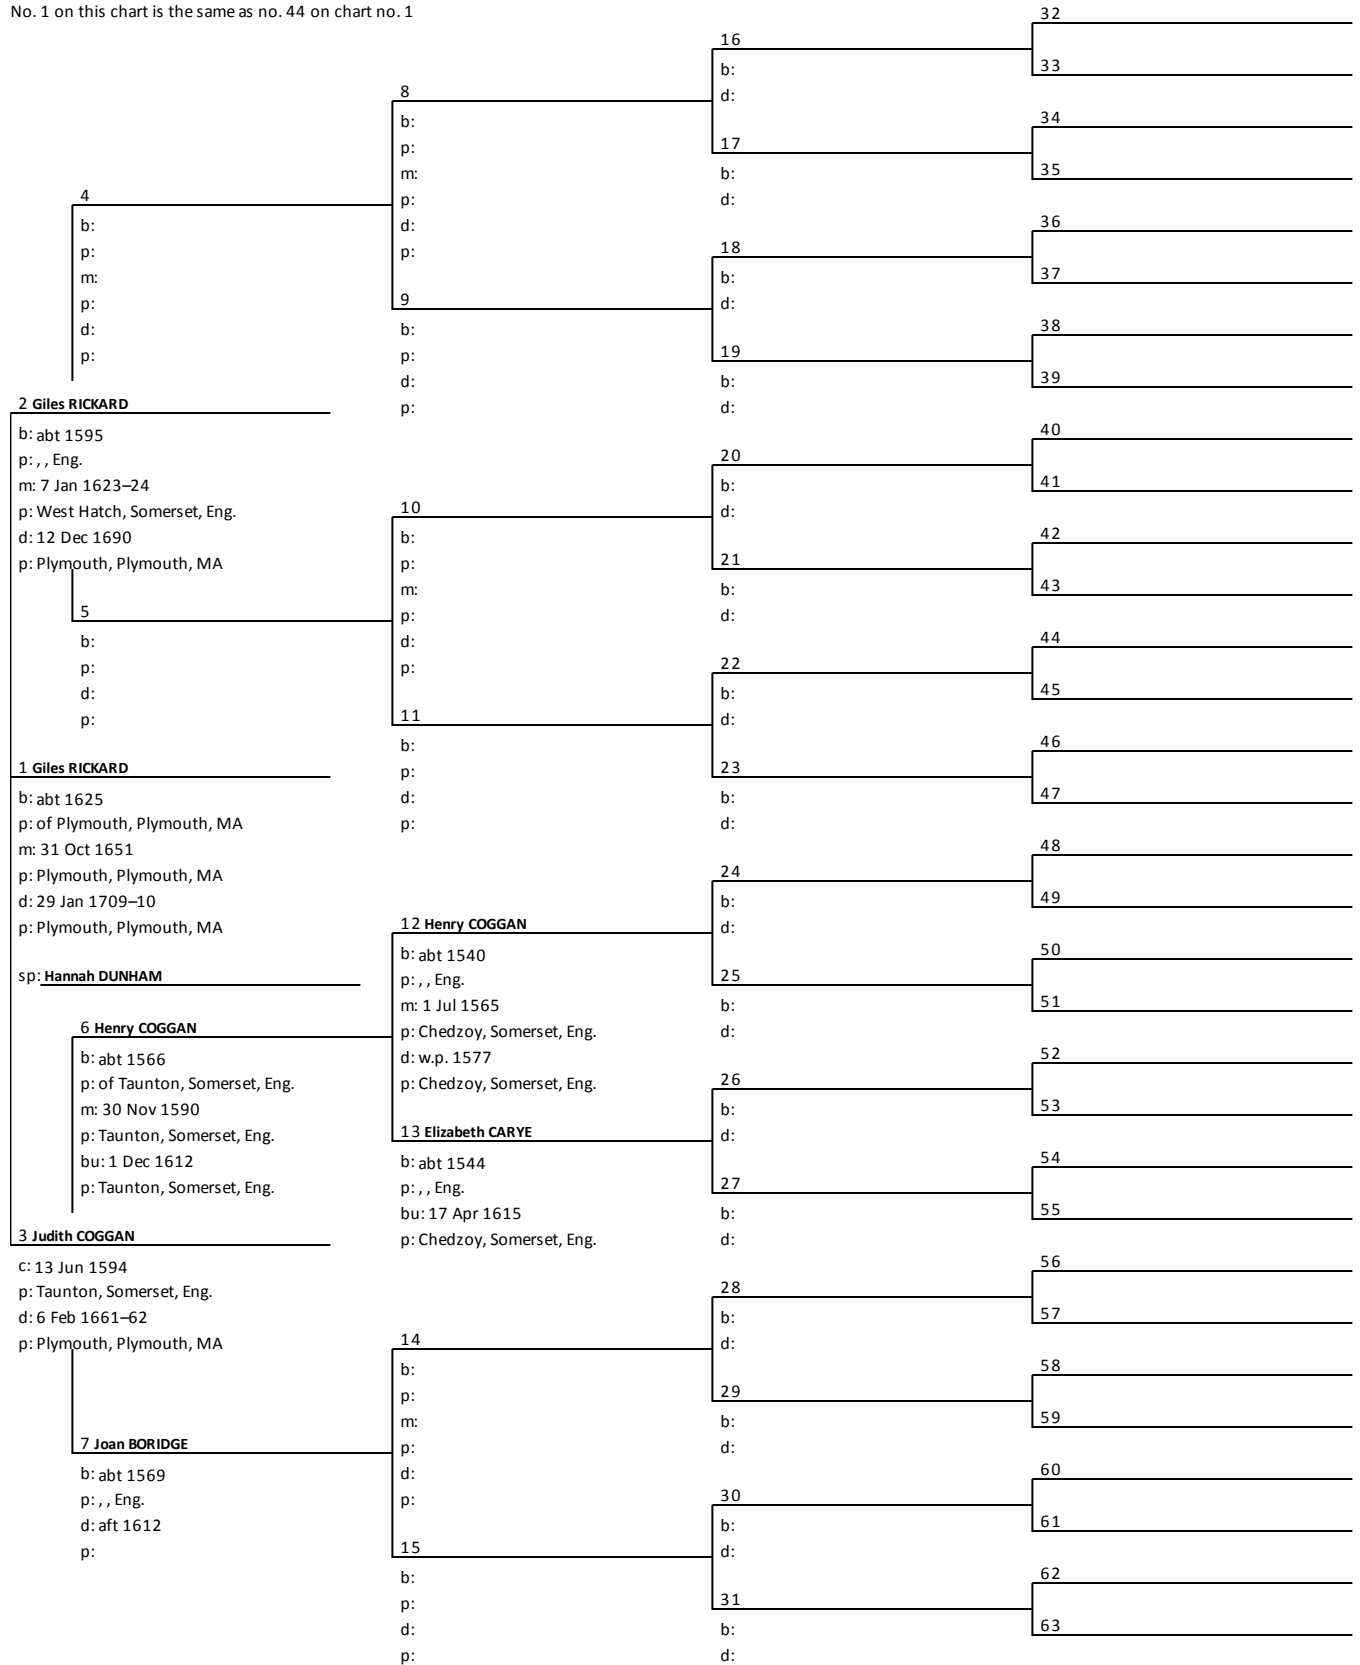 No. 1 on this chart is the same as no. 44 on chart no. 1
4
b:
p:
m:
p:
d:
p:
2 Giles RICKARD
b: abt 1595
p: , , Eng.
m: 7 Jan 1623–24
p: West Hatch, Somerset, Eng.
d: 12 Dec 1690
p: Plymouth, Plymouth, MA
5
b:
p:
d:
p:
1 Giles RICKARD
b: abt 1625
p: of Plymouth, Plymouth, MA
m: 31 Oct 1651
p: Plymouth, Plymouth, MA
d: 29 Jan 1709–10
p: Plymouth, Plymouth, MA
sp: Hannah DUNHAM
6 Henry COGGAN
b: abt 1566
p: of Taunton, Somerset, Eng.
m: 30 Nov 1590
p: Taunton, Somerset, Eng.
bu: 1 Dec 1612
p: Taunton, Somerset, Eng.
3 Judith COGGAN
c: 13 Jun 1594
p: Taunton, Somerset, Eng.
d: 6 Feb 1661–62
p: Plymouth, Plymouth, MA
7 Joan BORIDGE
b: abt 1569
p: , , Eng.
d: aft 1612
p:
8
b:
p:
m:
p:
d:
p:
9
b:
p:
d:
p:
10
b:
p:
m:
p:
d:
p:
11
b:
p:
d:
p:
12 Henry COGGAN
b: abt 1540
p: , , Eng.
m: 1 Jul 1565
p: Chedzoy, Somerset, Eng.
d: w.p. 1577
p: Chedzoy, Somerset, Eng.
13 Elizabeth CARYE
b: abt 1544
p: , , Eng.
bu: 17 Apr 1615
p: Chedzoy, Somerset, Eng.
14
b:
p:
m:
p:
d:
p:
15
b:
p:
d:
p:
16
b:
d:
17
b:
d:
18
b:
d:
19
b:
d:
20
b:
d:
21
b:
d:
22
b:
d:
23
b:
d:
24
b:
d:
25
b:
d:
26
b:
d:
27
b:
d:
28
b:
d:
29
b:
d:
30
b:
d:
31
b:
d:
32
33
34
35
36
37
38
39
40
41
42
43
44
45
46
47
48
49
50
51
52
53
54
55
56
57
58
59
60
61
62
63